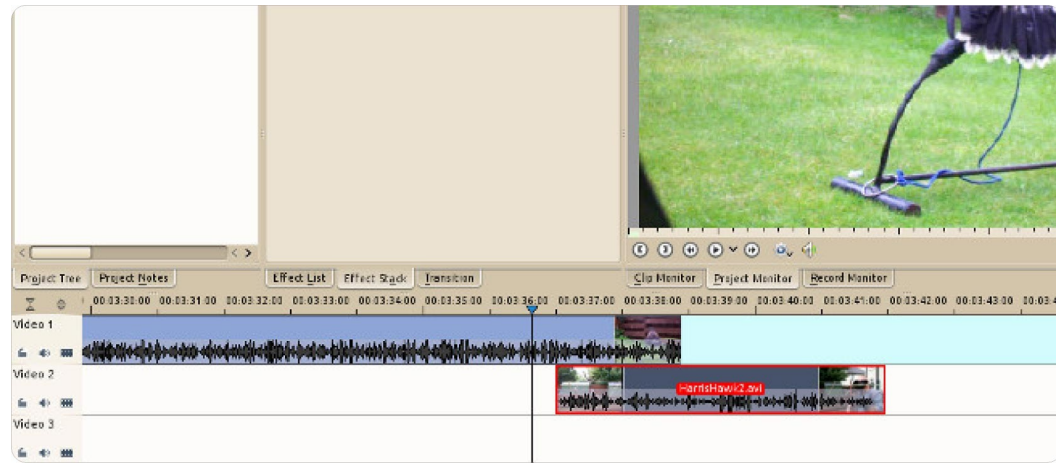 Project Tree Project Notes Effect List Effect Stack Transition Clip Monitor Project Monitor Record Monitor
00:03:30:00 00:03:31:00 00:03:32:00 00:03:33:00 00:03:34:00 00:03:35:00 00:03:36:00 00:03:37:00 00:03:38:00 00:03:39:00 00:03:40:00 00:03:41:00 00:03:42:00 00:03:43:00 00:03:4
Video 1
Video 2
HarrisHawk2.avi
Video 3